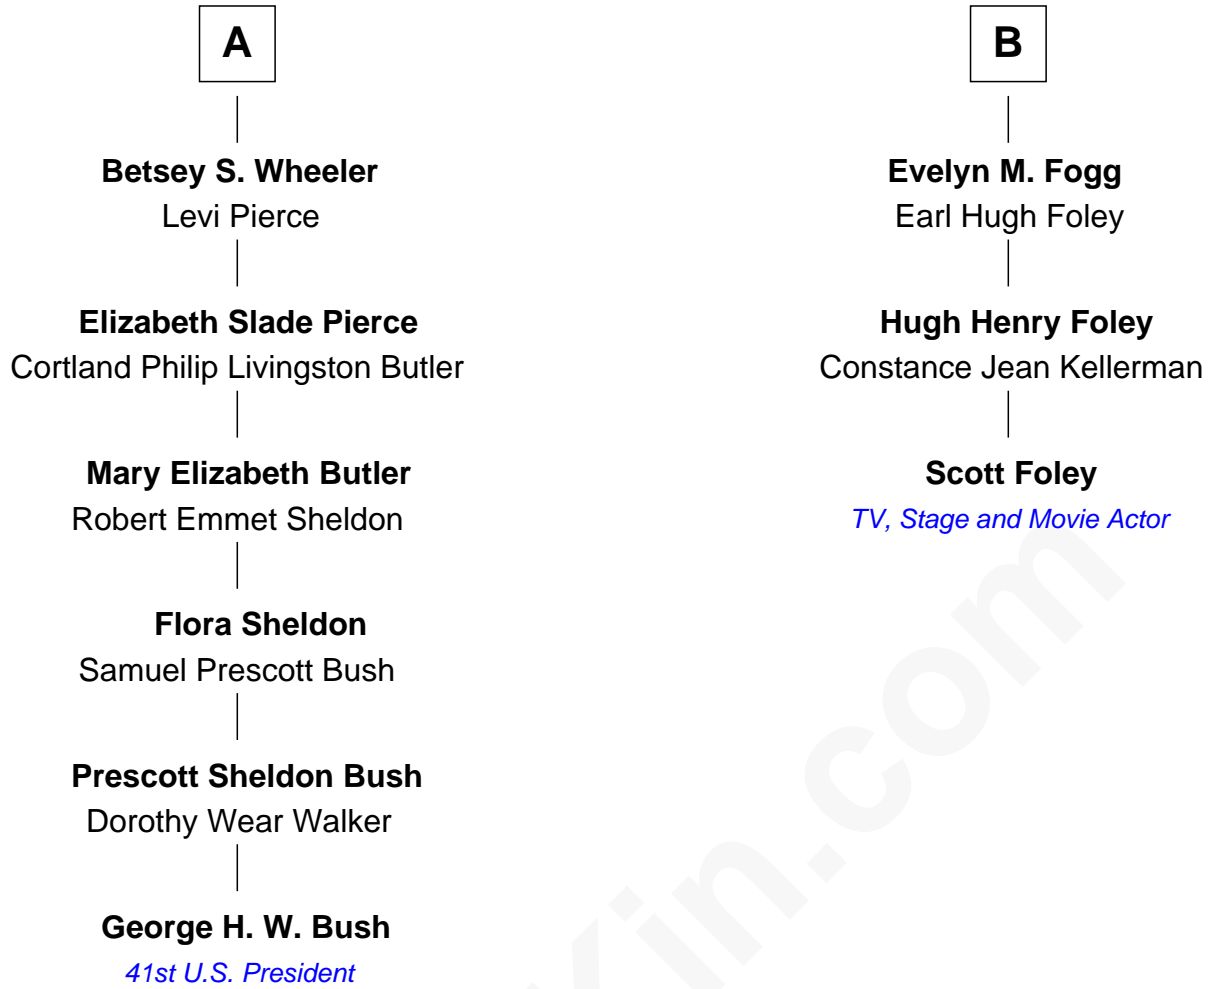 A
Betsey S. Wheeler
Levi Pierce
Elizabeth Slade Pierce
Cortland Philip Livingston Butler
Mary Elizabeth Butler
Robert Emmet Sheldon
Flora Sheldon
Samuel Prescott Bush
Prescott Sheldon Bush
Dorothy Wear Walker
George H. W. Bush
41st U.S. President
B
Evelyn M. Fogg
Earl Hugh Foley
Hugh Henry Foley
Constance Jean Kellerman
Scott Foley
TV, Stage and Movie Actor
Kin.com